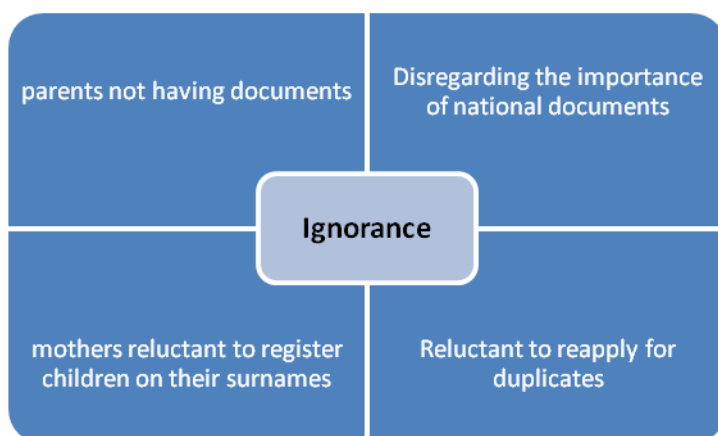 parents not having documents
Disregarding the importance
of national documents
Ignorance
mothers reluctant to register
children on their surnames
Reluctant to reapply for
duplicates